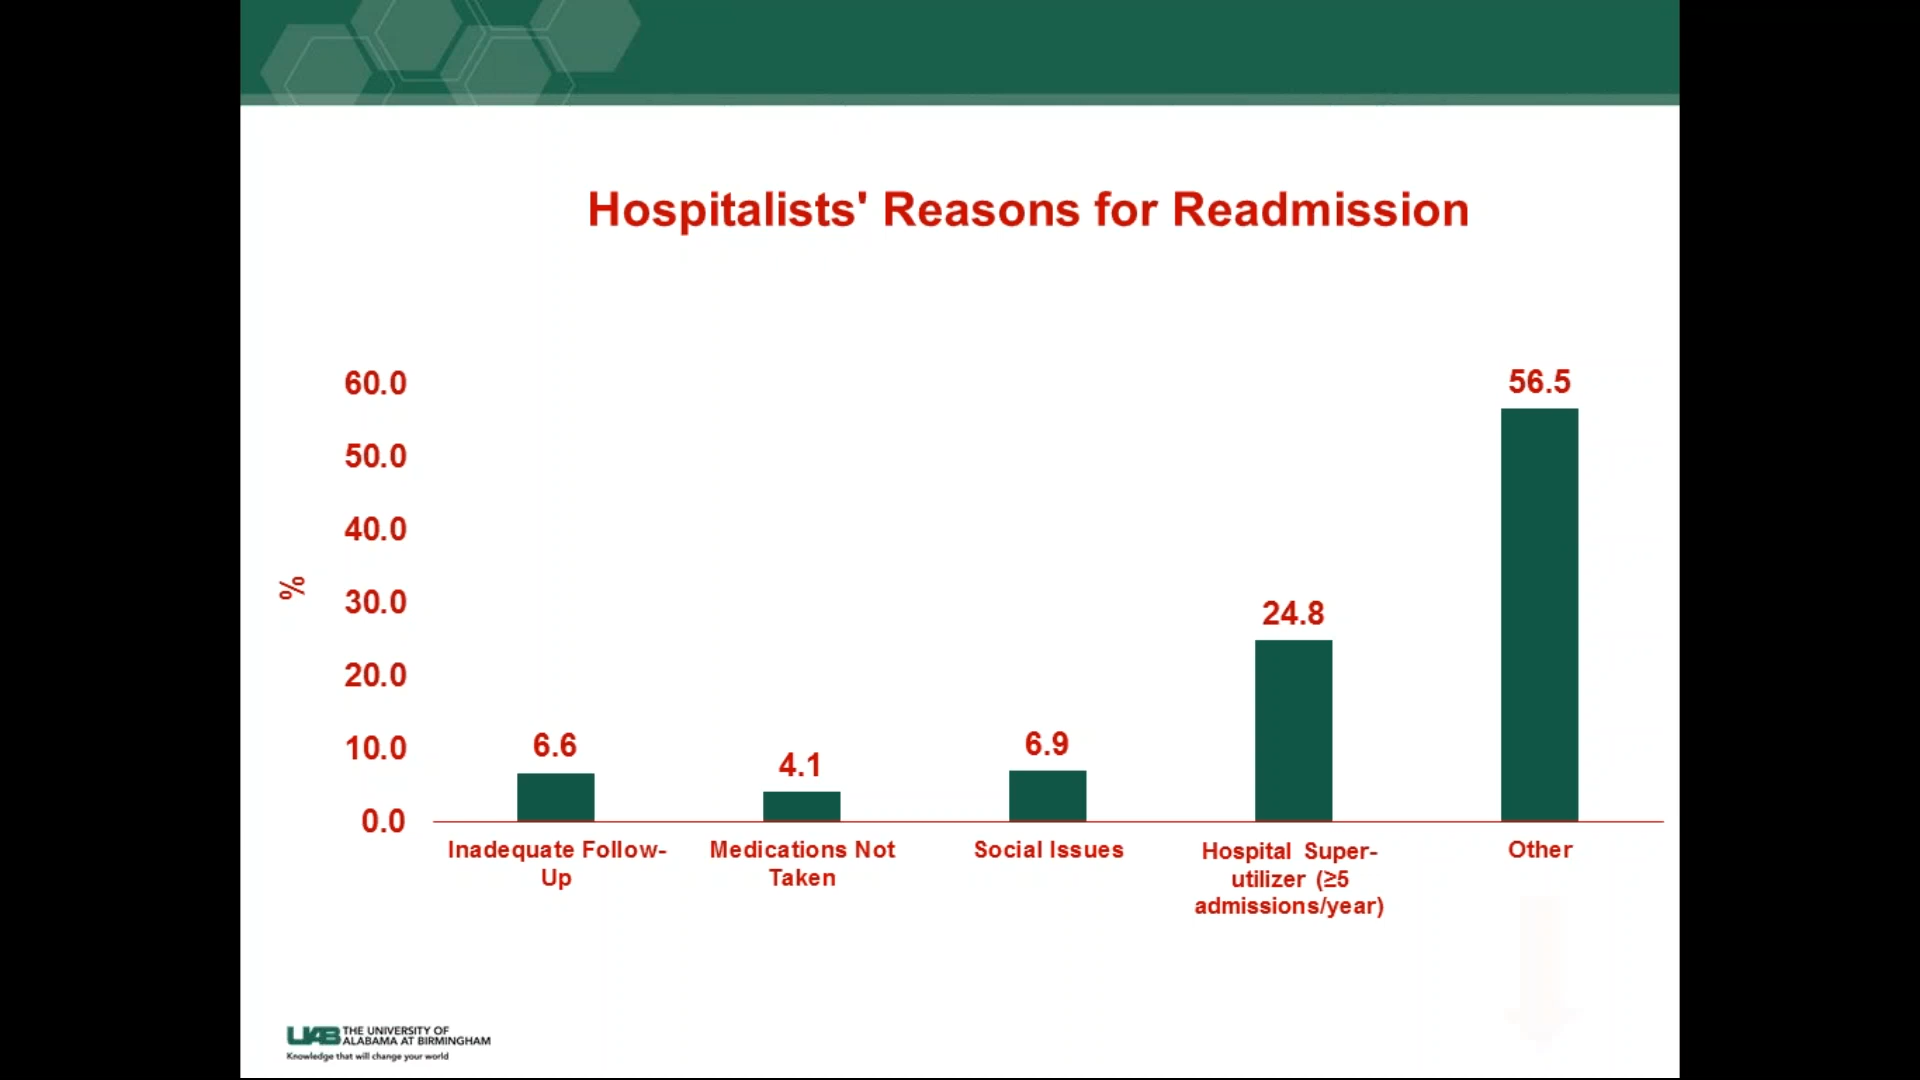 Hospitalists' Reasons for Readmission
60.0
50.0
40.0
30.0
20.0
10.0
0.0
%
6.6
4.1
6.9
24.8
56.5
Inadequate Follow-
Up
Medications Not
Taken
Social Issues
Hospital Super-
utilizer (≥5
admissions/year)
Other
UAB THE UNIVERSITY OF
ALABAMA AT BIRMINGHAM
Knowledge that will change your world